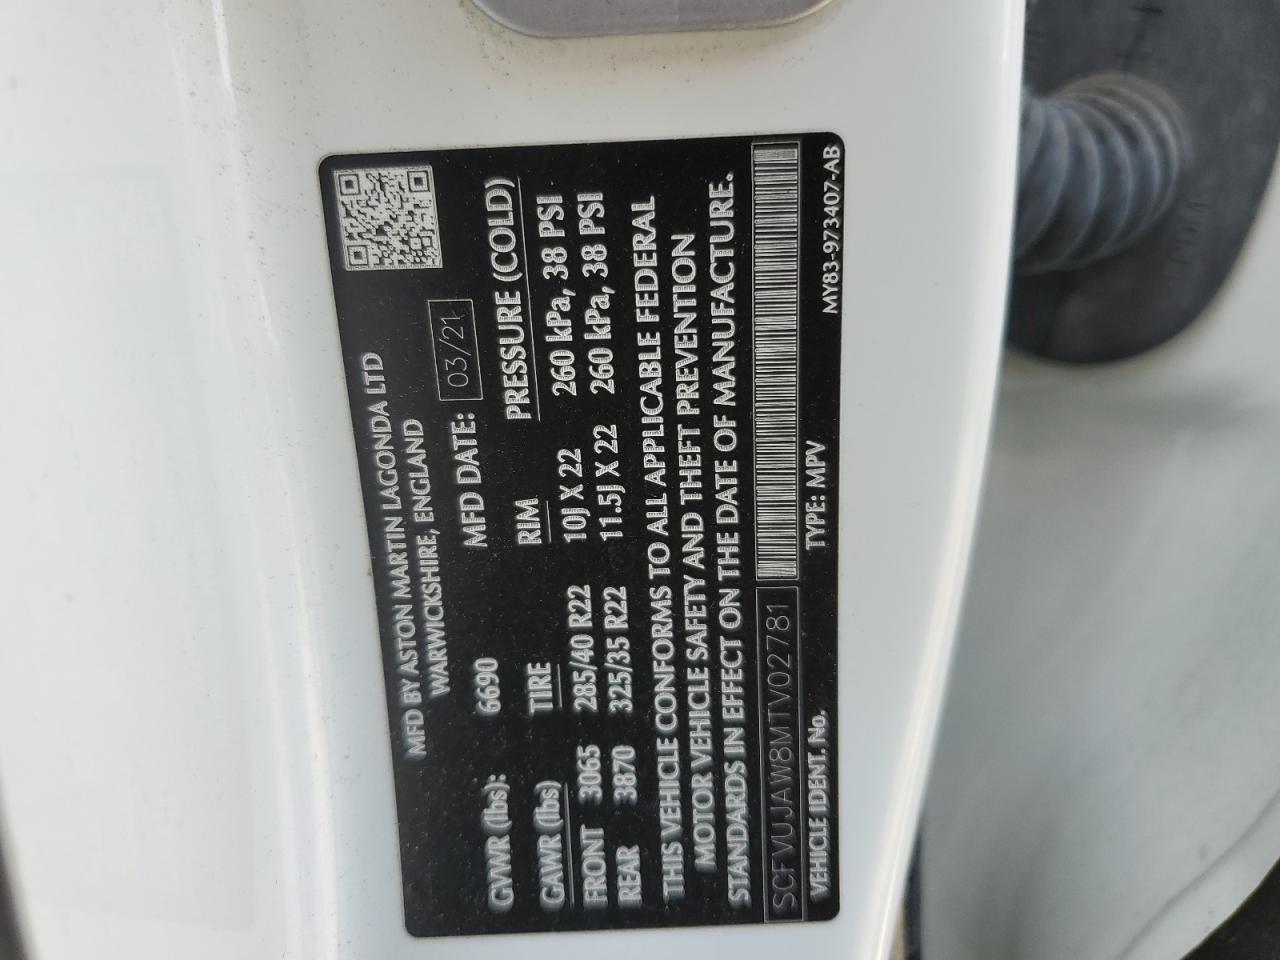 MFD BY ASTON MARTIN LAGONDA LTD
WARWICKSHIRE, ENGLAND
GVWR (lbs): 6690 MFD DATE: 03/21
GAWR (lbs) TIRE RIM PRESSURE (COLD)
FRONT 3065 285/40 R22 10J X 22 260 kPa, 38 PSI
REAR 3870 325/35 R22 11.5J X 22 260 kPa, 38 PSI
THIS VEHICLE CONFORMS TO ALL APPLICABLE FEDERAL
MOTOR VEHICLE SAFETY AND THEFT PREVENTION
STANDARDS IN EFFECT ON THE DATE OF MANUFACTURE.
SCFVUJAW8MTV02781
VEHICLE IDENT. No. TYPE: MPV MY83-973407-AB